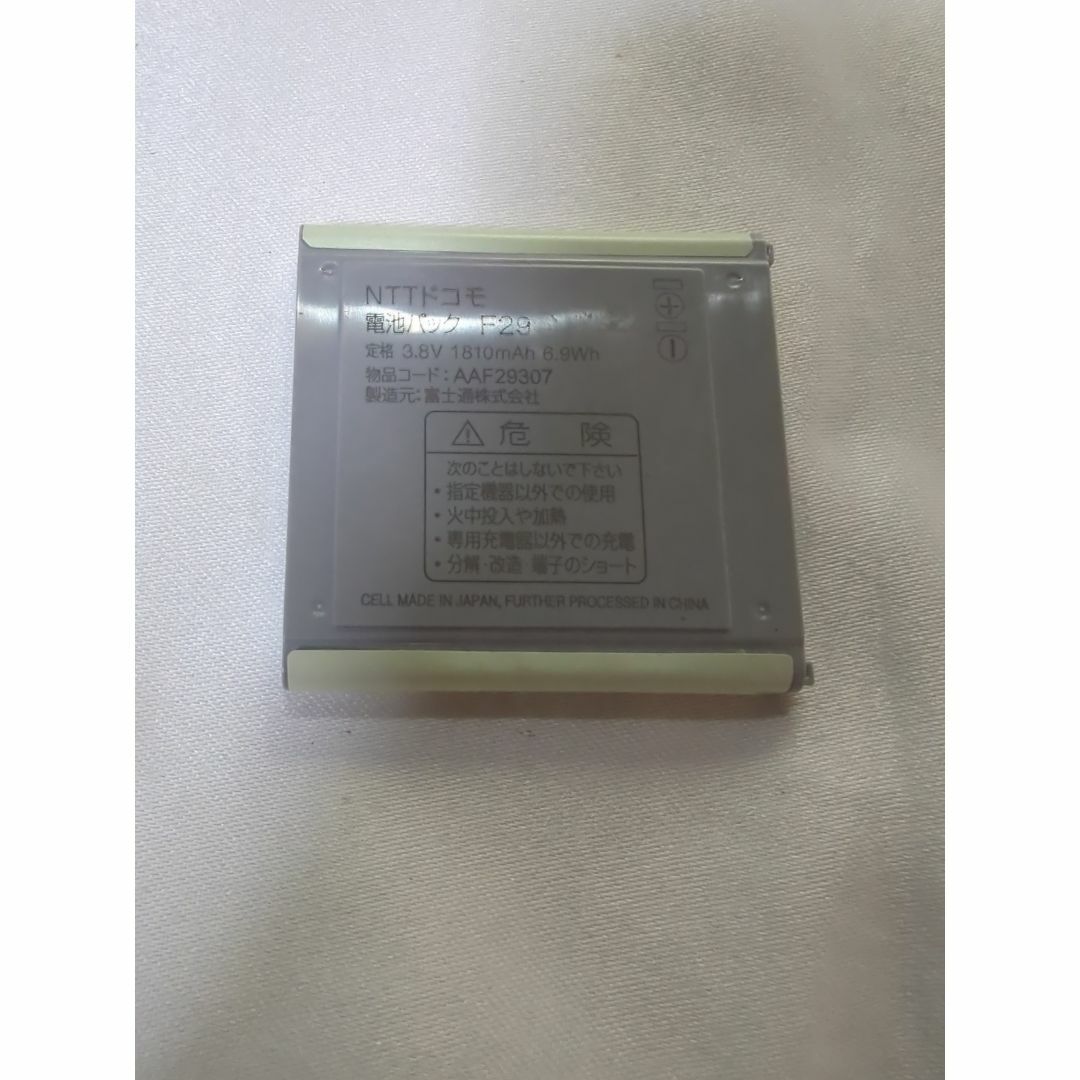 NTTドコモ
電池パック F29
定格 3.8V 1810mAh 6.9Wh
物品コード：AAF29307
製造元：富士通株式会社
⚠ 危 険
次のことはしないで下さい
・指定機器以外での使用
・火中投入や加熱
・専用充電器以外での充電
・分解・改造・端子のショート
CELL MADE IN JAPAN, FURTHER PROCESSED IN CHINA